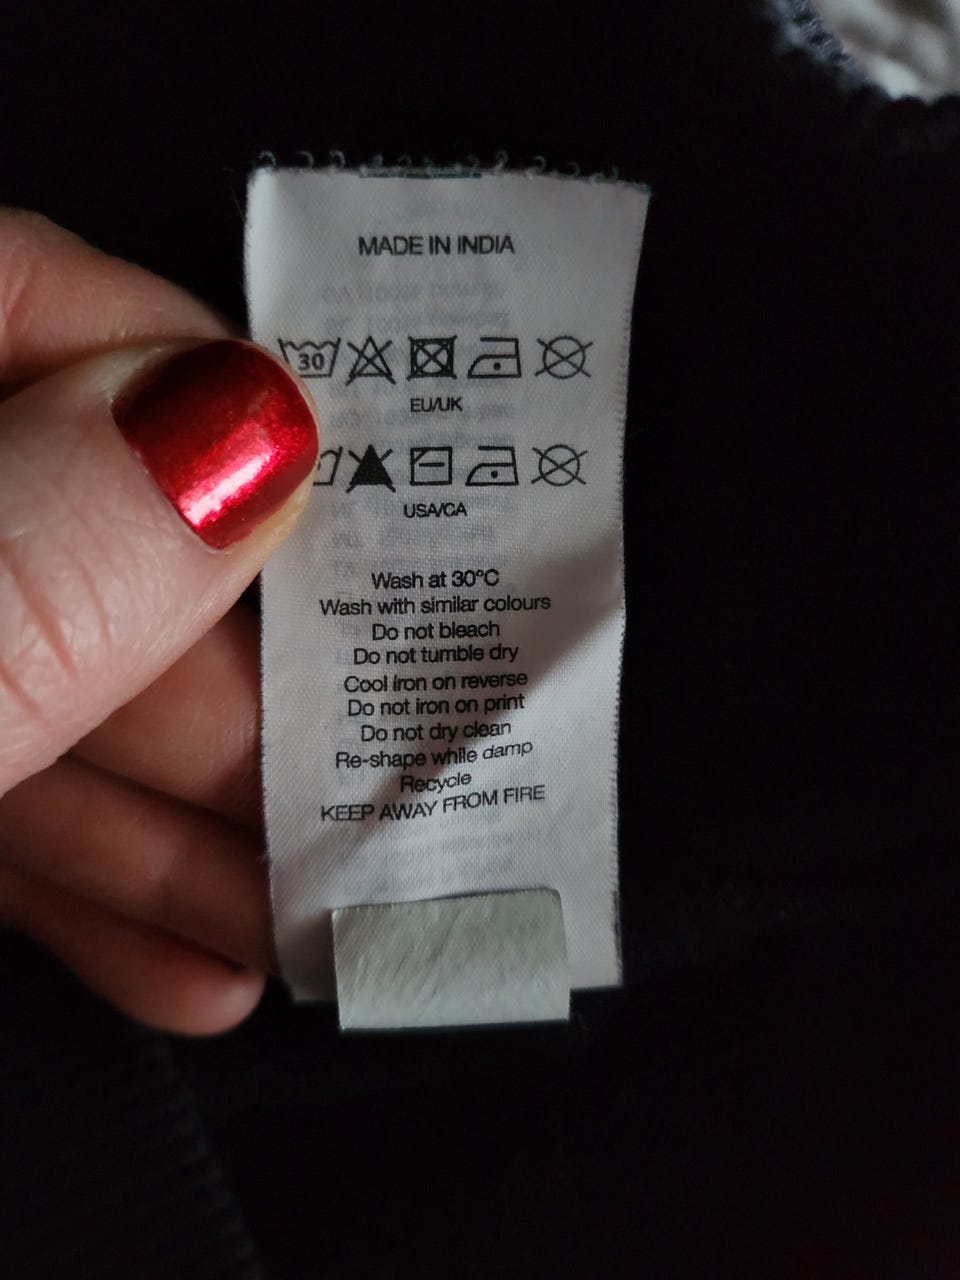 MADE IN INDIA
30
EU/UK
USA/CA
Wash at 30°C
Wash with similar colours
Do not bleach
Do not tumble dry
Cool iron on reverse
Do not iron on print
Do not dry clean
Re-shape while damp
Recycle
KEEP AWAY FROM FIRE